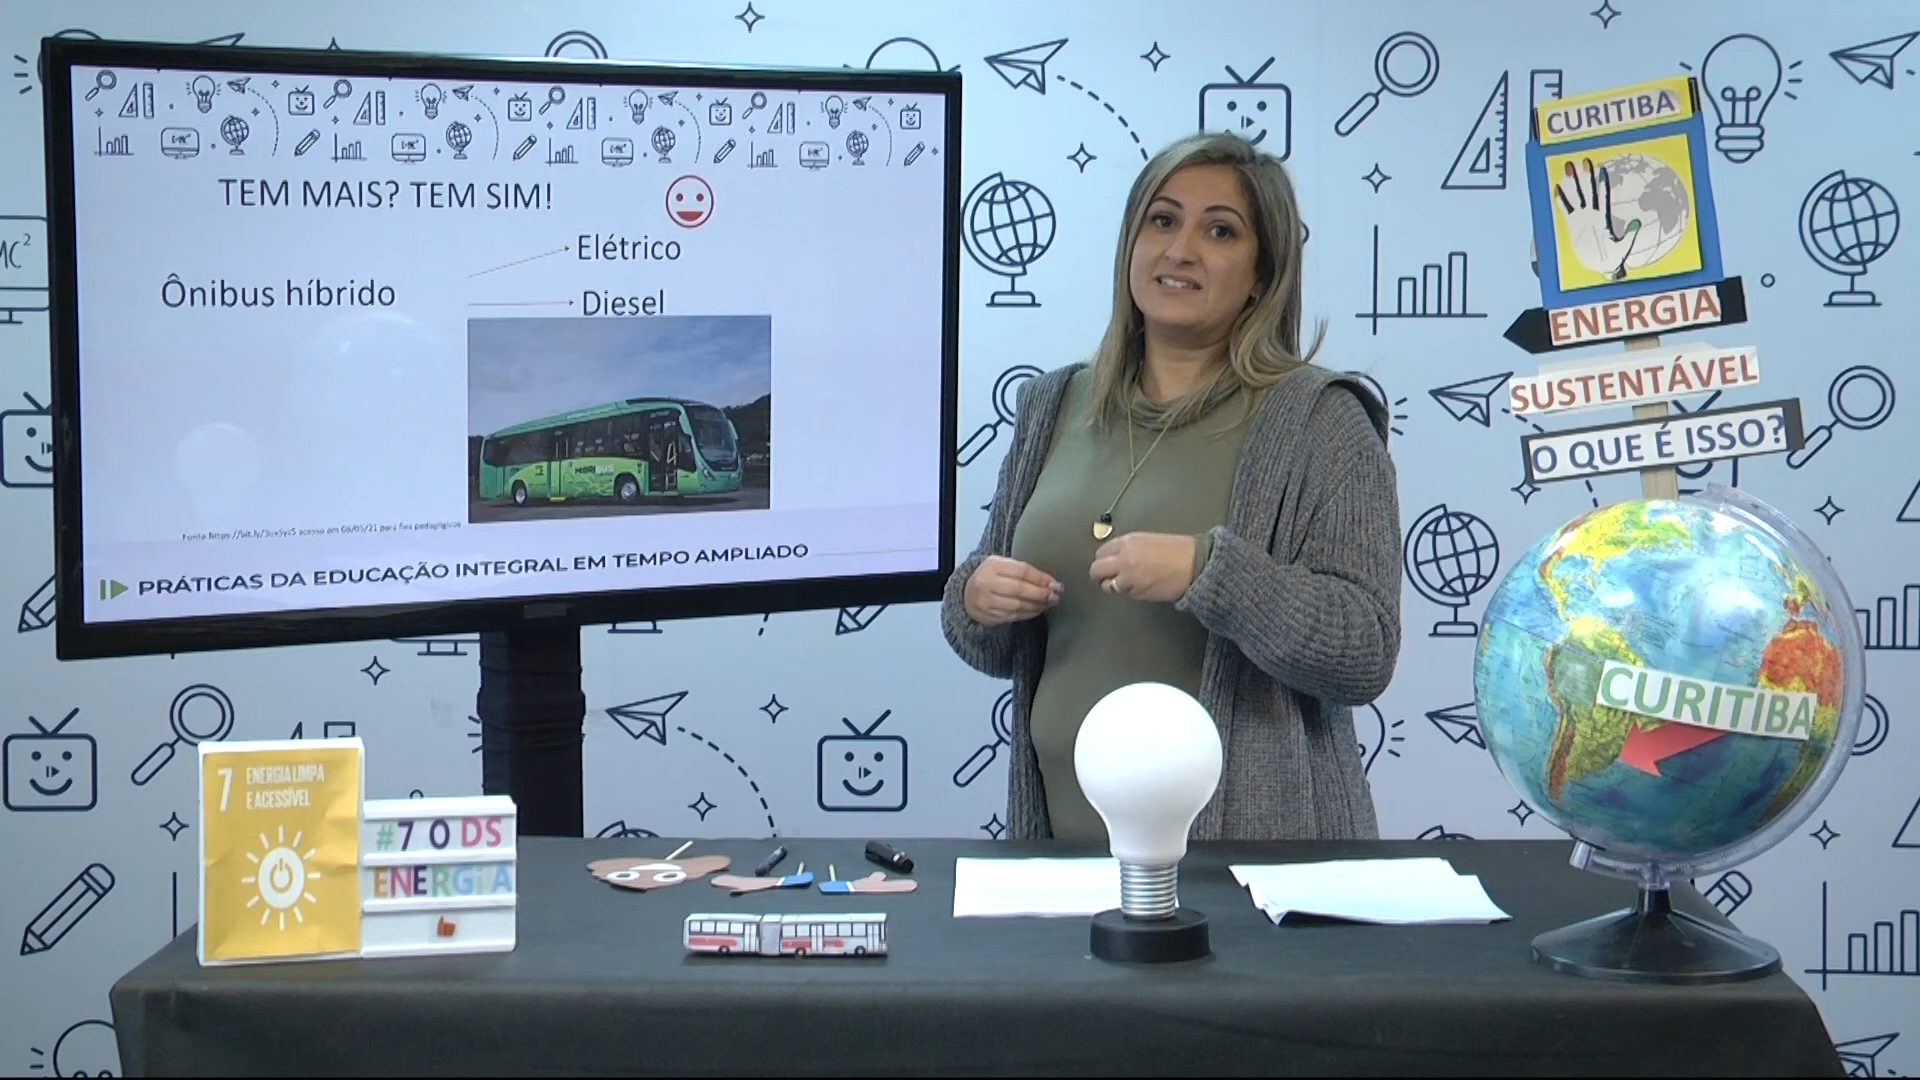 TEM MAIS? TEM SIM!
Elétrico
Ônibus híbrido
Diesel
PRÁTICAS DA EDUCAÇÃO INTEGRAL EM TEMPO AMPLIADO
CURITIBA
ENERGIA
SUSTENTÁVEL
O QUE É ISSO?
CURITIBA
7 ENERGIA LIMPA
E ACESSÍVEL
#7 O DS
ENERGiA
MC²